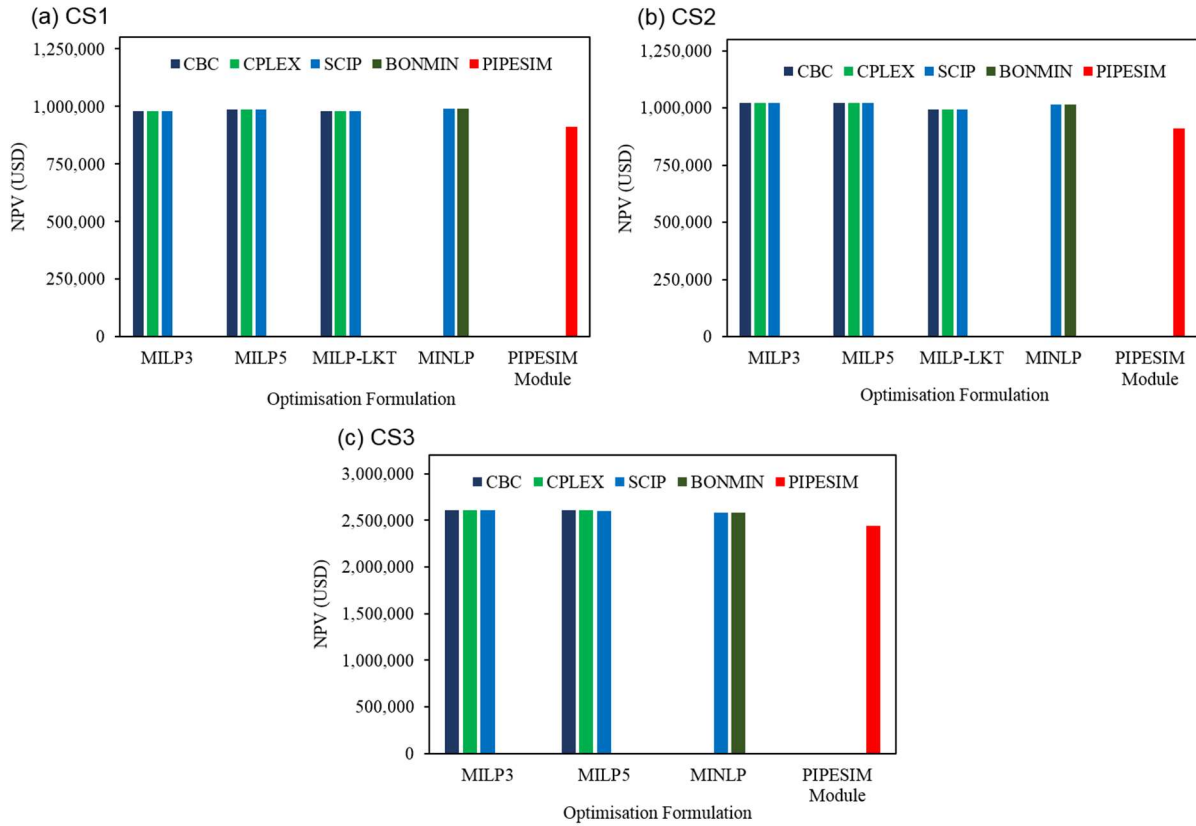 (a) CS1
1,250,000
1,000,000
750,000
500,000
250,000
0
NPV (USD)
CBC CPLEX SCIP BONMIN PIPESIM
MILP3 MILP5 MILP-LKT MINLP PIPESIM
Module
Optimisation Formulation
(b) CS2
1,250,000
1,000,000
750,000
500,000
250,000
0
NPV (USD)
CBC CPLEX SCIP BONMIN PIPESIM
MILP3 MILP5 MILP-LKT MINLP PIPESIM
Module
Optimisation Formulation
(c) CS3
3,000,000
2,500,000
2,000,000
1,500,000
1,000,000
500,000
0
NPV (USD)
CBC CPLEX SCIP BONMIN PIPESIM
MILP3 MILP5 MINLP PIPESIM
Module
Optimisation Formulation